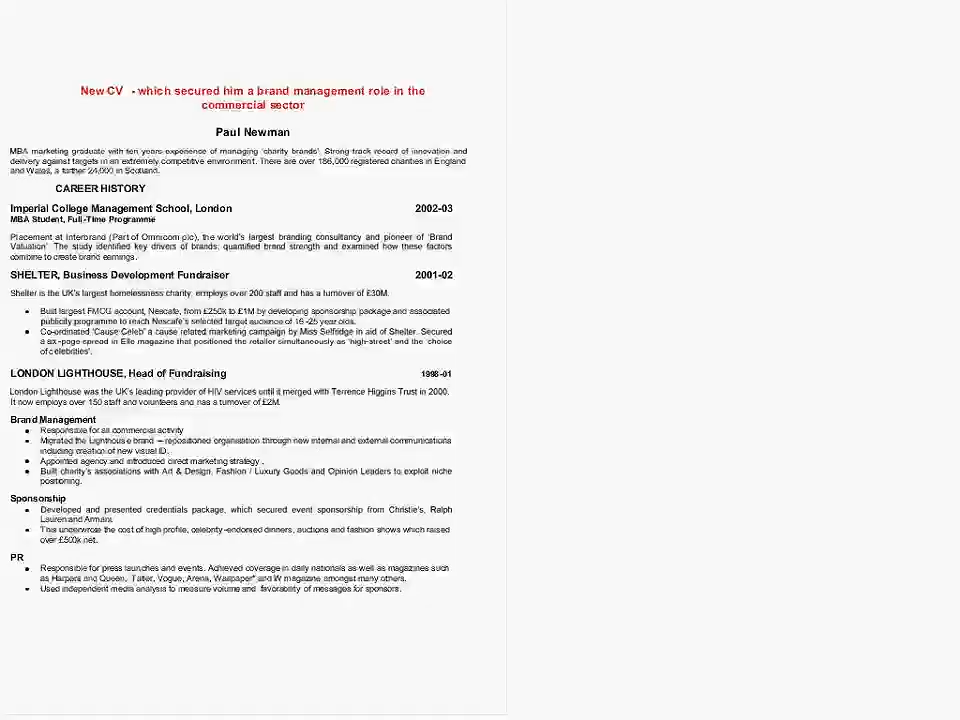 New CV - which secured him a brand management role in the
commercial sector
Paul Newman
MBA marketing graduate with ten years experience of managing 'charity brands'. Strong track record of innovation and
delivery against targets in an extremely competitive environment. There are over 186,000 registered charities in England
and Wales, a further 24,000 in Scotland.
CAREER HISTORY
Imperial College Management School, London 2002-03
MBA Student, Full-Time Programme
Placement at Interbrand (Part of Omnicom plc), the world's largest branding consultancy and pioneer of 'Brand
Valuation'. The study identified key drivers of brands; quantified brand strength and examined how these factors
combine to create brand earnings.
SHELTER, Business Development Fundraiser 2001-02
Shelter is the UK's largest homelessness charity, employs over 200 staff and has a turnover of £30M.
• Built largest FMCG account, Nescafe, from £250k to £1M by developing sponsorship package and associated
publicity programme to reach Nescafe's selected target audience of 16-25 year olds.
• Co-ordinated 'Cause Celeb' a cause related marketing campaign by Miss Selfridge in aid of Shelter. Secured
a six-page spread in Elle magazine that positioned the retailer simultaneously as 'high-street' and the 'choice
of celebrities'.
LONDON LIGHTHOUSE, Head of Fundraising 1998-01
London Lighthouse was the UK's leading provider of HIV services until it merged with Terrence Higgins Trust in 2000.
It now employs over 150 staff and volunteers and has a turnover of £2M.
Brand Management
• Responsible for all commercial activity
• Migrated the Lighthouse brand – repositioned organisation through new internal and external communications
including creation of new visual ID.
• Appointed agency and introduced direct marketing strategy .
• Built charity's associations with Art & Design, Fashion / Luxury Goods and Opinion Leaders to exploit niche
positioning.
Sponsorship
• Developed and presented credentials package, which secured event sponsorship from Christie's, Ralph
Lauren and Armani.
• This underwrote the cost of high profile, celebrity-endorsed dinners, auctions and fashion shows which raised
over £500k net.
PR
• Responsible for press launches and events. Achieved coverage in daily nationals as well as magazines such
as Harpers and Queen, Tatler, Vogue, Arena, Wallpaper* and W magazine amongst many others.
• Used independent media analysis to measure volume and favorability of messages for sponsors.